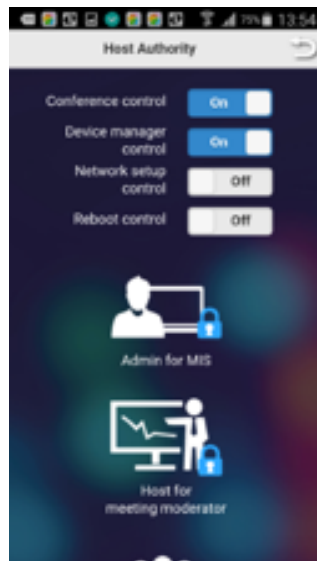 75% 13:54
Host Authority
Conference control On
Device manager
control On
Network setup
control Off
Reboot control Off
Admin for MIS
Host for
meeting moderator